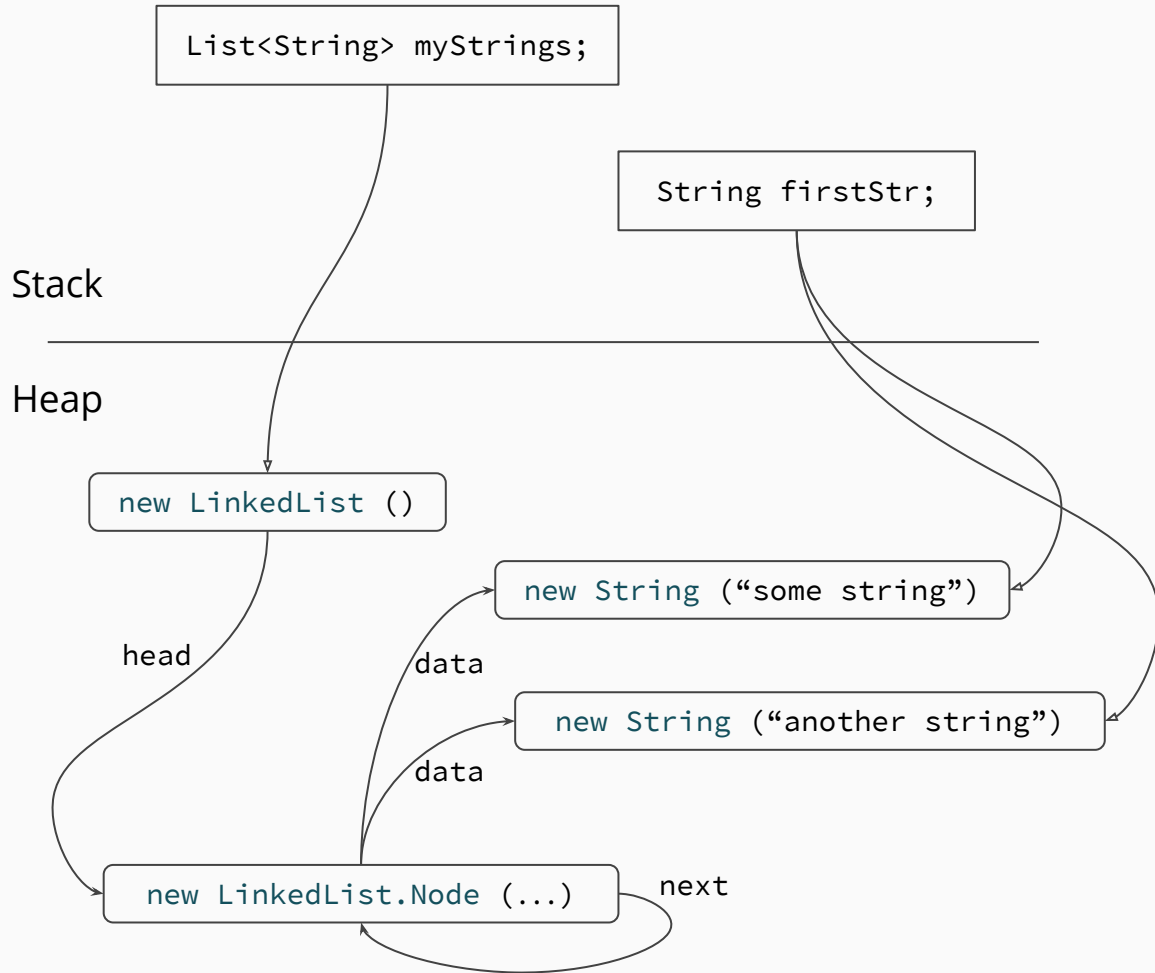 List<String> myStrings;
String firstStr;
Stack
Heap
new LinkedList ()
new String (“some string”)
head
data
new String (“another string”)
data
new LinkedList.Node (...)
next